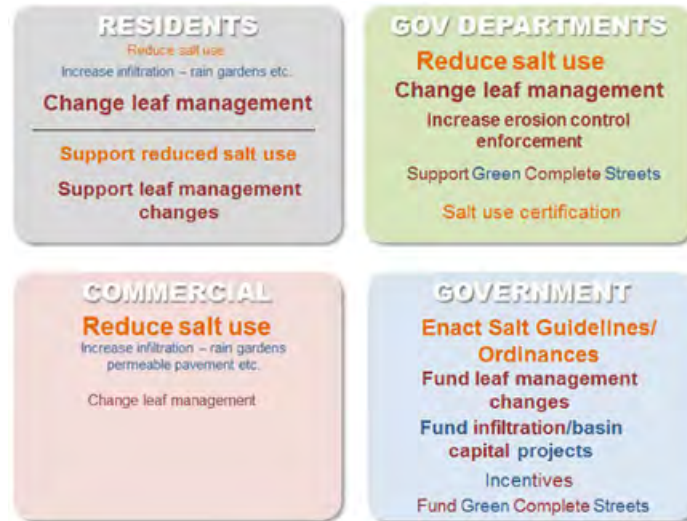 RESIDENTS
Reduce salt use
Increase infiltration – rain gardens etc.
Change leaf management
Support reduced salt use
Support leaf management
changes
GOV DEPARTMENTS
Reduce salt use
Change leaf management
Increase erosion control
enforcement
Support Green Complete Streets
Salt use certification
COMMERCIAL
Reduce salt use
Increase infiltration – rain gardens
permeable pavement etc.
Change leaf management
GOVERNMENT
Enact Salt Guidelines/
Ordinances
Fund leaf management
changes
Fund infiltration/basin
capital projects
Incentives
Fund Green Complete Streets